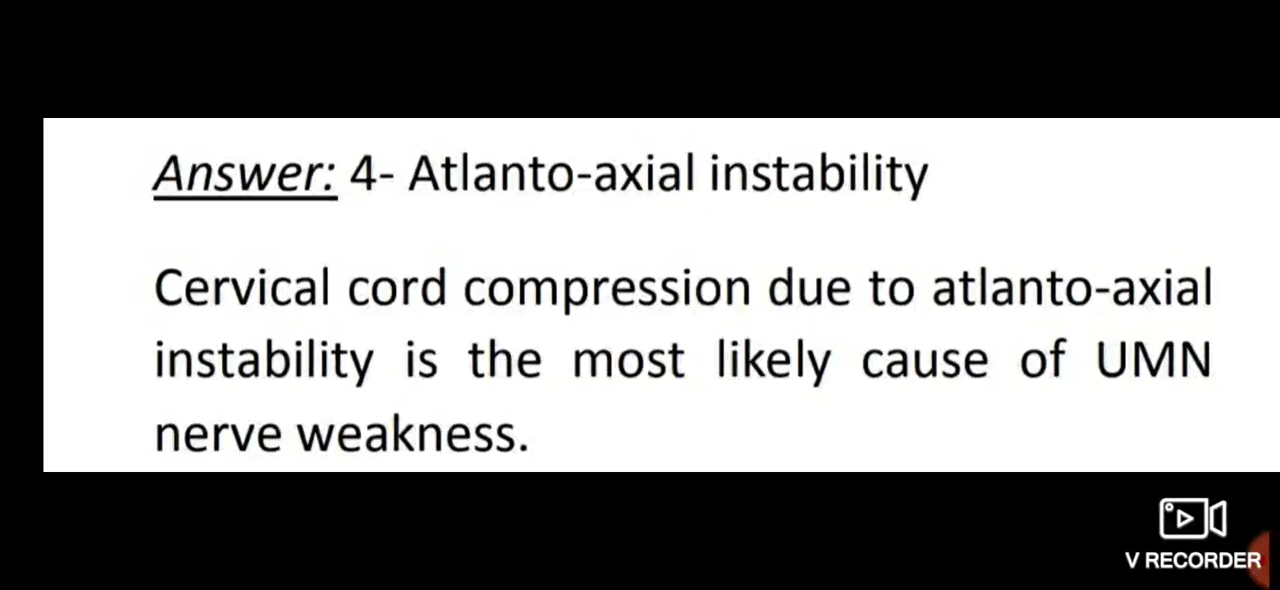 Answer: 4- Atlanto-axial instability
Cervical cord compression due to atlanto-axial
instability is the most likely cause of UMN
nerve weakness.
V RECORDER